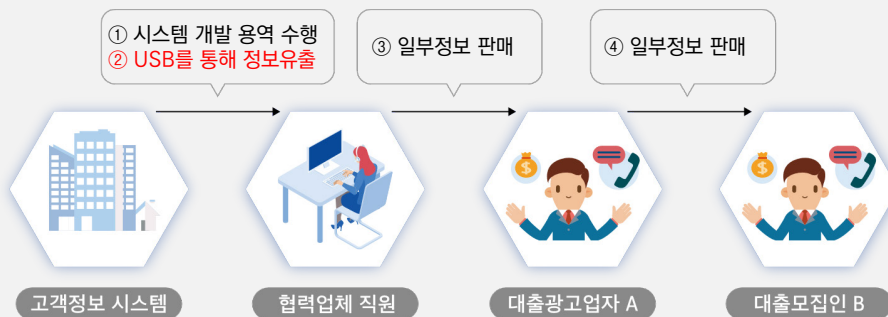 ① 시스템 개발 용역 수행
② USB를 통해 정보유출
③ 일부정보 판매
④ 일부정보 판매
고객정보 시스템
협력업체 직원
대출광고업자 A
대출모집인 B